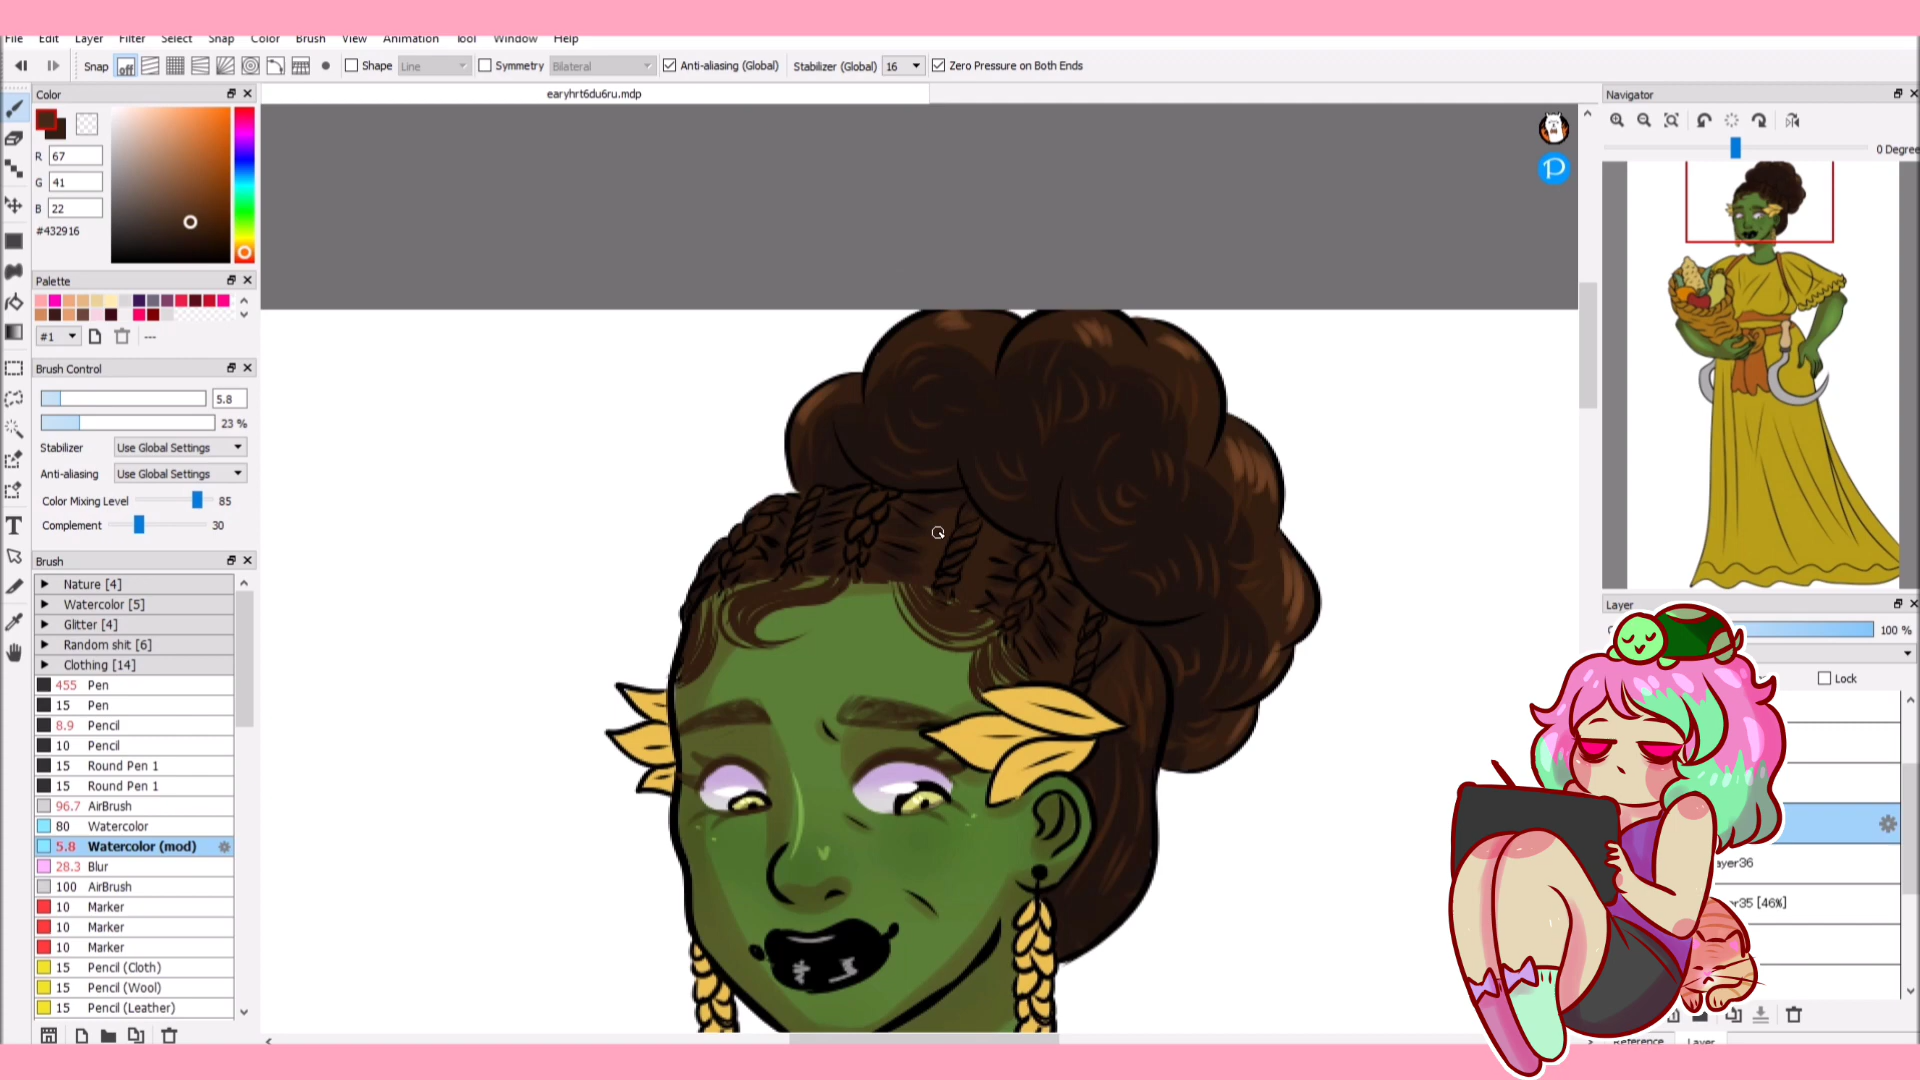 File Edit Layer Filter Select Snap Color Brush View Animation Tool Window Help
Snap off Shape Line Symmetry Bilateral Anti-aliasing (Global) Stabilizer (Global) 16 Zero Pressure on Both Ends
Color
earyhrt6du6ru.mdp
Navigator
R 67
G 41
B 22
#432916
0 Degree
Palette
#1 ---
Brush Control
5.8
23 %
Stabilizer Use Global Settings
Anti-aliasing Use Global Settings
Color Mixing Level 85
Complement 30
Brush
Nature [4]
Watercolor [5]
Glitter [4]
Random shit [6]
Clothing [14]
455 Pen
15 Pen
8.9 Pencil
10 Pencil
15 Round Pen 1
15 Round Pen 1
96.7 AirBrush
80 Watercolor
5.8 Watercolor (mod)
28.3 Blur
100 AirBrush
10 Marker
10 Marker
10 Marker
15 Pencil (Cloth)
15 Pencil (Wool)
15 Pencil (Leather)
Layer
100 %
Lock
ayer36
er35 [46%]
Reference Layer